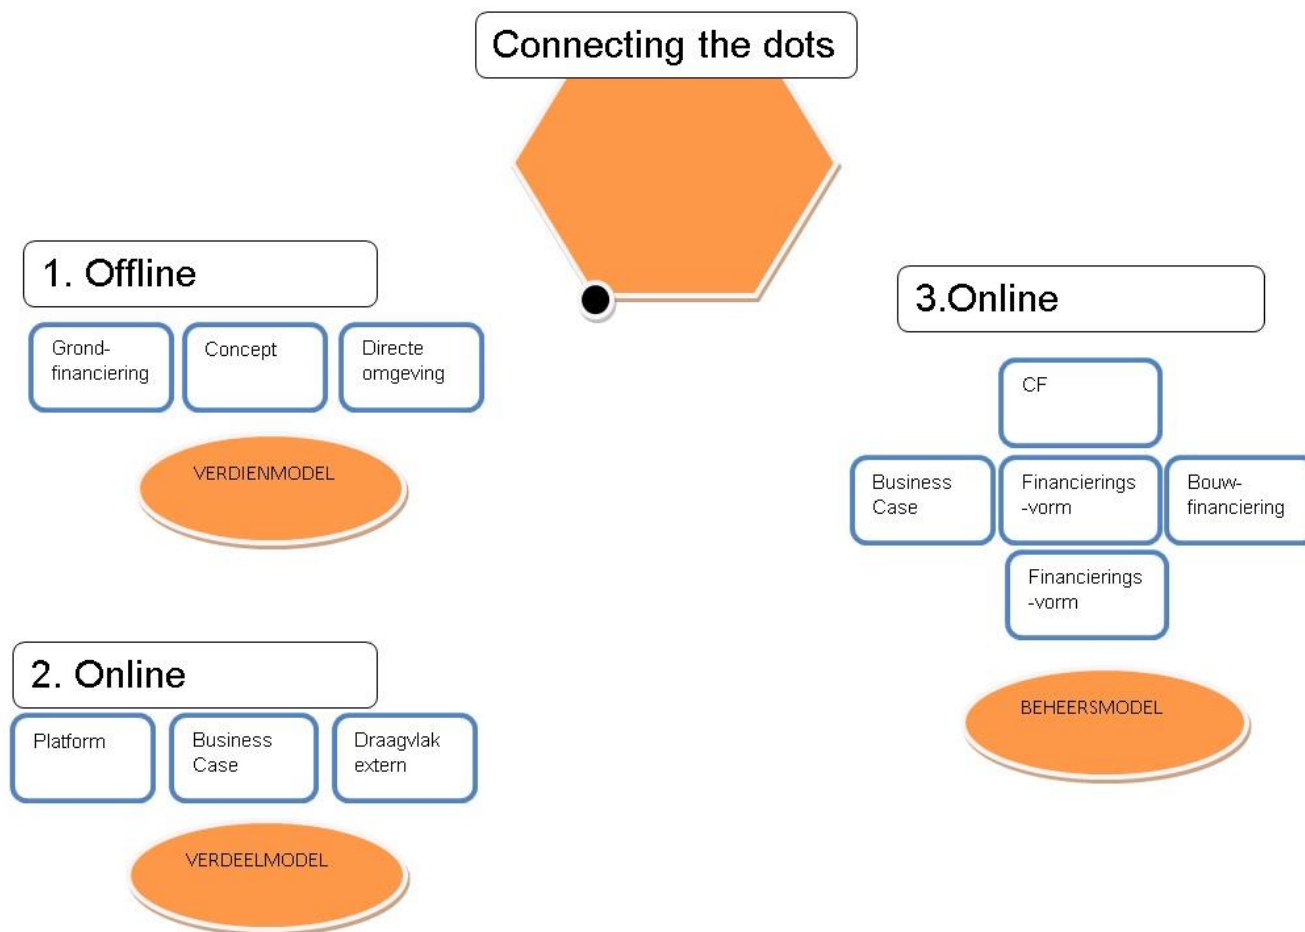 Connecting the dots
1. Offline
Grond-
financiering
Concept
Directe
omgeving
VERDIENMODEL
2. Online
Platform
Business
Case
Draagvlak
extern
VERDEELMODEL
3.Online
CF
Business
Case
Financierings
-vorm
Bouw-
financiering
Financierings
-vorm
BEHEERSMODEL